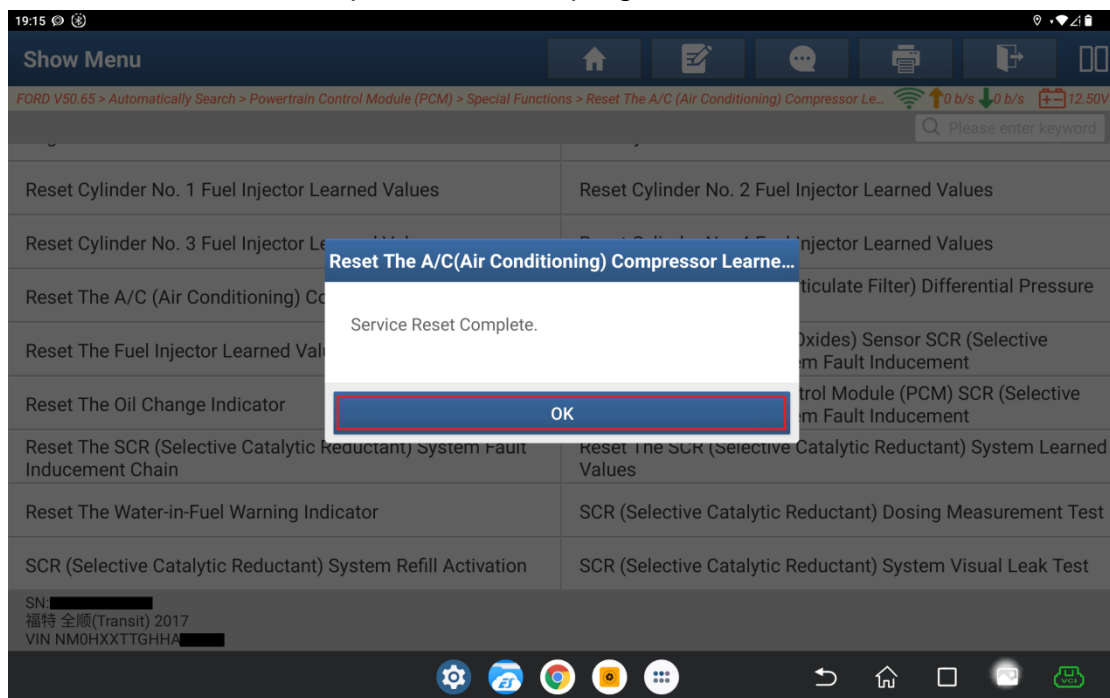 19:15
Show Menu
FORD V50.65 > Automatically Search > Powertrain Control Module (PCM) > Special Functions > Reset The A/C (Air Conditioning) Compressor Le... 0 b/s 0 b/s 12.50V
Please enter keyword
Reset Cylinder No. 1 Fuel Injector Learned Values
Reset Cylinder No. 2 Fuel Injector Learned Values
Reset Cylinder No. 3 Fuel Injector Le
njector Learned Values
Reset The A/C(Air Conditioning) Compressor Learne...
Reset The A/C (Air Conditioning) Co
ticulate Filter) Differential Pressure
Service Reset Complete.
Reset The Fuel Injector Learned Val
Oxides) Sensor SCR (Selective
em Fault Inducement
Reset The Oil Change Indicator
trol Module (PCM) SCR (Selective
em Fault Inducement
OK
Reset The SCR (Selective Catalytic Reductant) System Fault
Inducement Chain
Reset The SCR (Selective Catalytic Reductant) System Learned
Values
Reset The Water-in-Fuel Warning Indicator
SCR (Selective Catalytic Reductant) Dosing Measurement Test
SCR (Selective Catalytic Reductant) System Refill Activation
SCR (Selective Catalytic Reductant) System Visual Leak Test
SN:
福特 全顺(Transit) 2017
VIN NM0HXXTTGHHA
ES
VCI